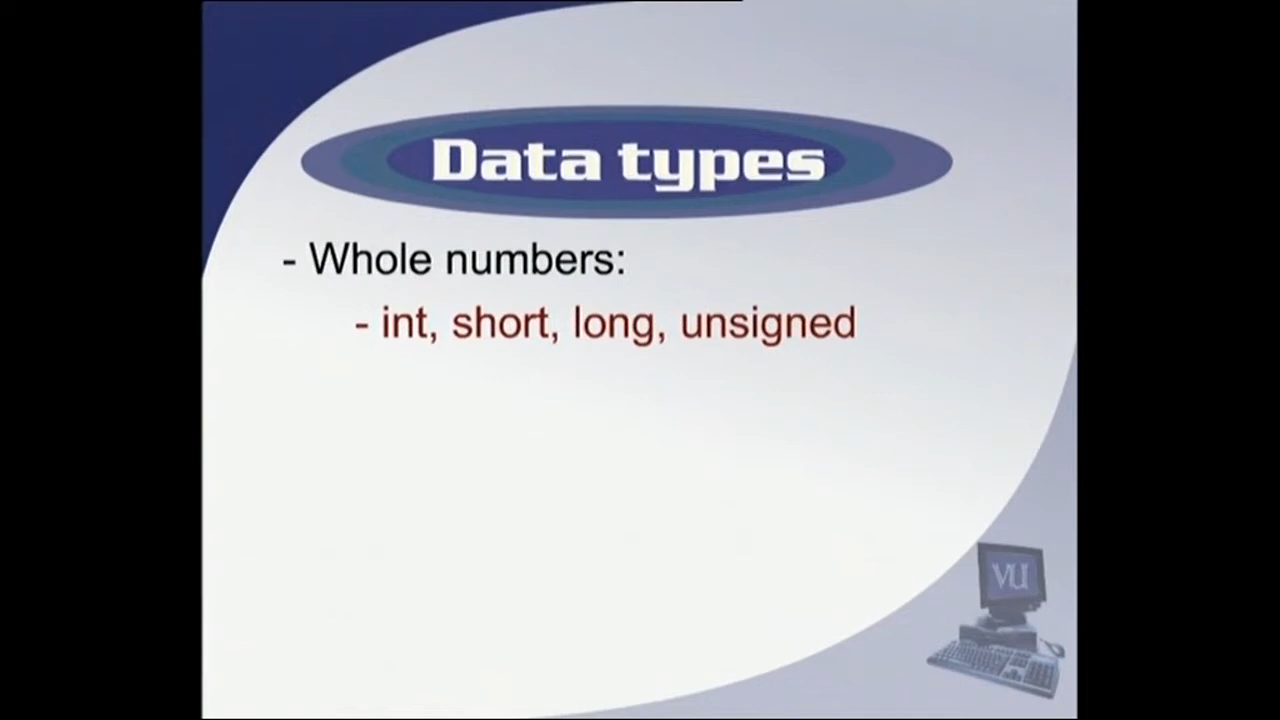 Data types
- Whole numbers:
- int, short, long, unsigned
VU